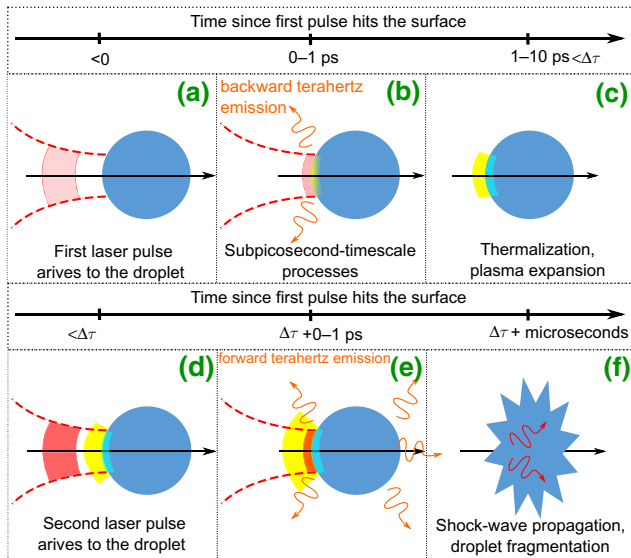 Time since first pulse hits the surface
<0
0–1 ps
1–10 ps <Δτ
(a)
(b)
(c)
backward terahertz
emission
First laser pulse
arives to the droplet
Subpicosecond-timescale
processes
Thermalization,
plasma expansion
Time since first pulse hits the surface
<Δτ
Δτ +0–1 ps
Δτ + microseconds
(d)
(e)
(f)
forward terahertz emission
Second laser pulse
arives to the droplet
Shock-wave propagation,
droplet fragmentation